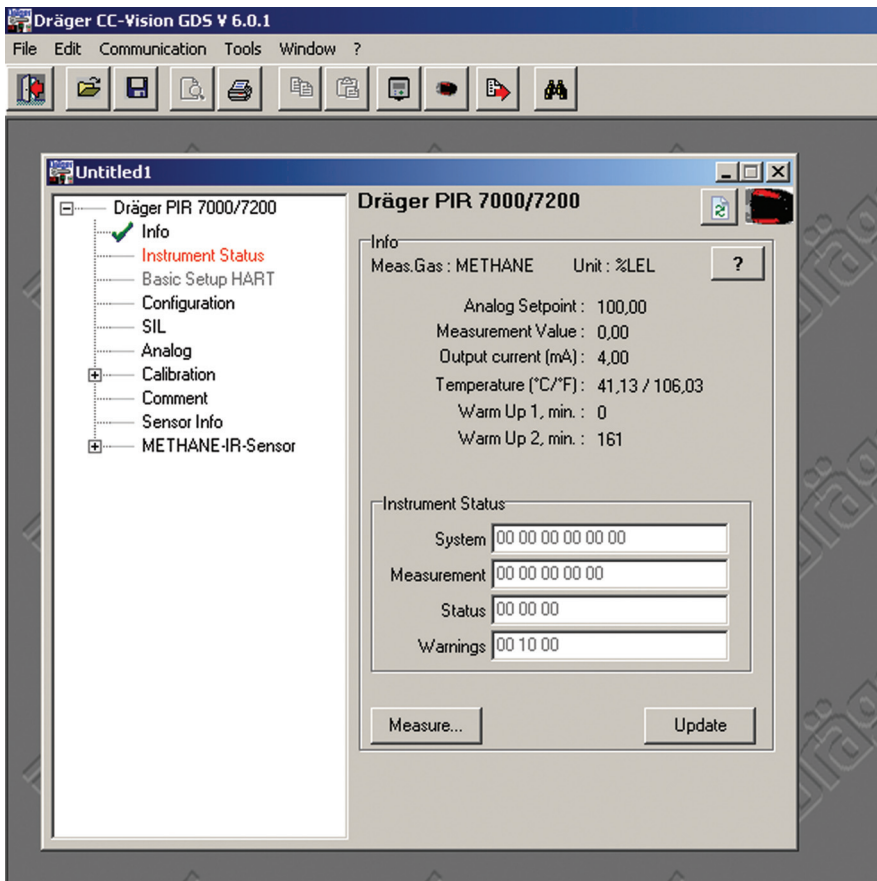 Dräger CC-Vision GDS V 6.0.1
File Edit Communication Tools Window ?
Untitled1
Dräger PIR 7000/7200
Info
Instrument Status
Basic Setup HART
Configuration
SIL
Analog
Calibration
Comment
Sensor Info
METHANE-IR-Sensor
Dräger PIR 7000/7200
Info
Meas.Gas : METHANE Unit : %LEL ?
Analog Setpoint : 100,00
Measurement Value : 0,00
Output current (mA) : 4,00
Temperature (°C/°F) : 41,13 / 106,03
Warm Up 1, min. : 0
Warm Up 2, min. : 161
Instrument Status
System 00 00 00 00 00 00
Measurement 00 00 00 00 00
Status 00 00 00
Warnings 00 10 00
Measure... Update